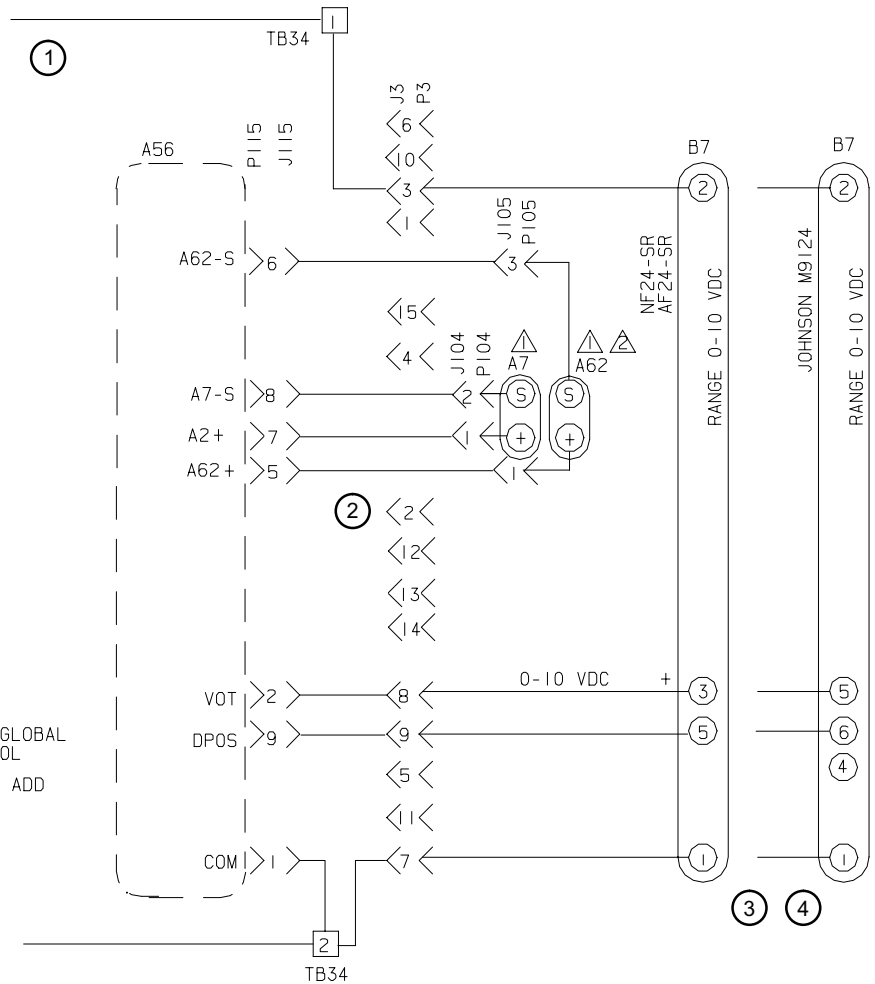 1
TB34
1
J3
P3
6
10
3
1
P115
J115
A56
B7
2
B7
2
J105
P105
A62-S
6
3
NF24-SR
AF24-SR
RANGE 0-10 VDC
JOHNSON M9124
RANGE 0-10 VDC
15
4
J104
P104
1
A7
1
2
A62
A7-S
8
2
S
S
A2+
7
1
+
+
A62+
5
1
2
2
12
13
14
VOT
2
8
0-10 VDC
+
3
5
GLOBAL
OL
ADD
DPOS
9
9
5
6
5
4
11
COM
1
7
1
1
3
4
2
TB34